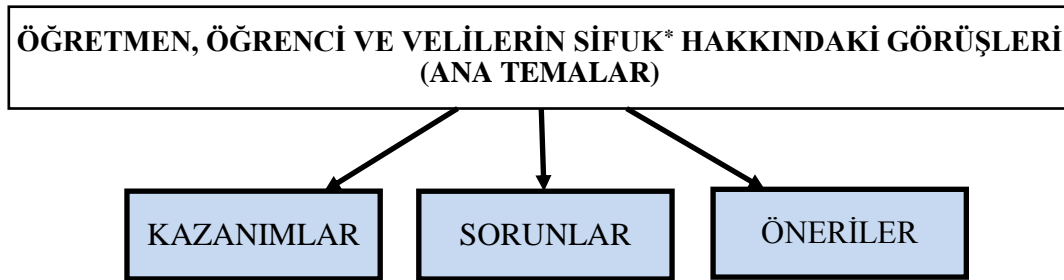 ÖĞRETMEN, ÖĞRENCİ VE VELİLERİN SİFUK* HAKKINDAKİ GÖRÜŞLERİ
(ANA TEMALAR)
KAZANIMLAR
SORUNLAR
ÖNERİLER